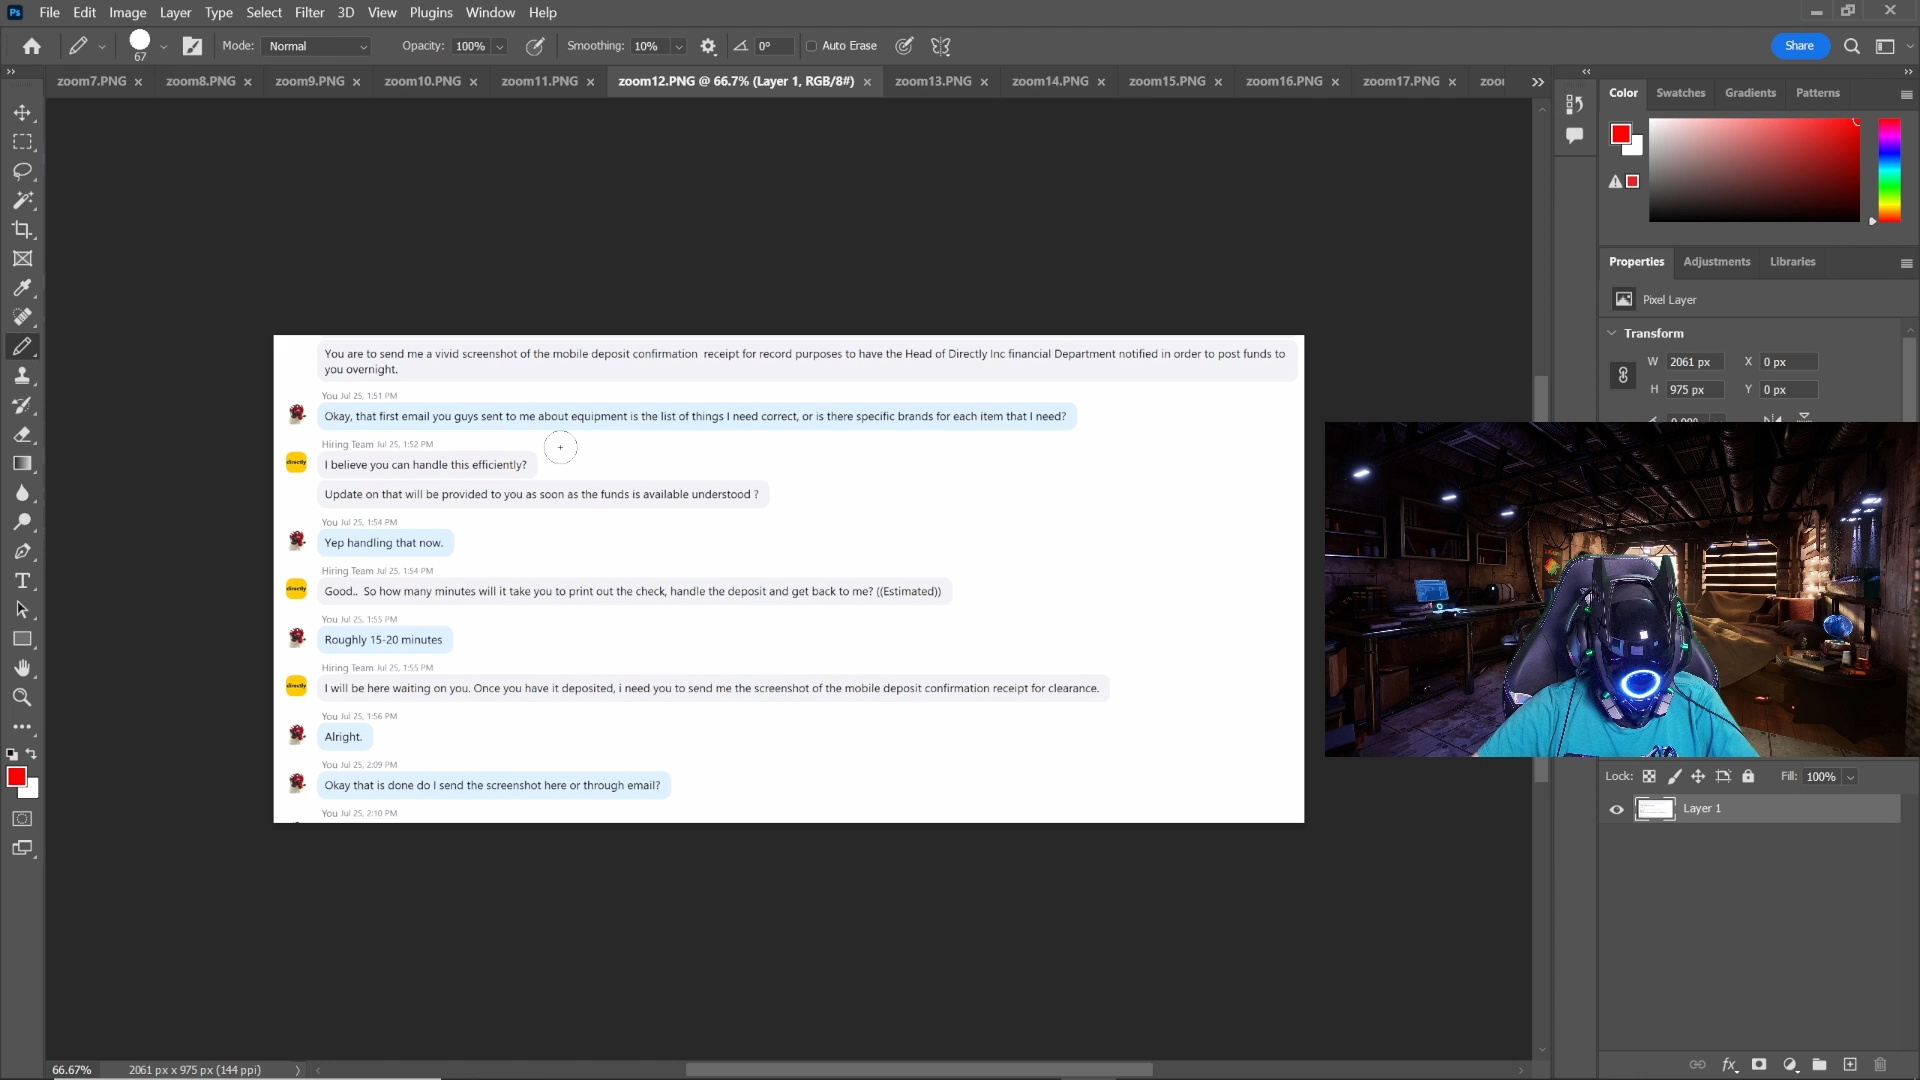 Ps File Edit Image Layer Type Select Filter 3D View Plugins Window Help
67 Mode: Normal Opacity: 100% Smoothing: 10% 0° Auto Erase Share
zoom7.PNG × zoom8.PNG × zoom9.PNG × zoom10.PNG × zoom11.PNG × zoom12.PNG @ 66.7% (Layer 1, RGB/8#) × zoom13.PNG × zoom14.PNG × zoom15.PNG × zoom16.PNG × zoom17.PNG × zoo
Color Swatches Gradients Patterns
Properties Adjustments Libraries
Pixel Layer
Transform
W 2061 px X 0 px
H 975 px Y 0 px
0.00°
You are to send me a vivid screenshot of the mobile deposit confirmation  receipt for record purposes to have the Head of Directly Inc financial Department notified in order to post funds to
you overnight.
You Jul 25, 1:51 PM
Okay, that first email you guys sent to me about equipment is the list of things I need correct, or is there specific brands for each item that I need?
Hiring Team Jul 25, 1:52 PM
directly
I believe you can handle this efficiently?
Update on that will be provided to you as soon as the funds is available understood ?
You Jul 25, 1:54 PM
Yep handling that now.
Hiring Team Jul 25, 1:54 PM
directly
Good..  So how many minutes will it take you to print out the check, handle the deposit and get back to me? ((Estimated))
You Jul 25, 1:55 PM
Roughly 15-20 minutes
Hiring Team Jul 25, 1:55 PM
directly
I will be here waiting on you. Once you have it deposited, i need you to send me the screenshot of the mobile deposit confirmation receipt for clearance.
You Jul 25, 1:56 PM
Alright.
You Jul 25, 2:09 PM
Okay that is done do I send the screenshot here or through email?
You Jul 25, 2:10 PM
Lock: Fill: 100%
Layer 1
66.67% 2061 px x 975 px (144 ppi)